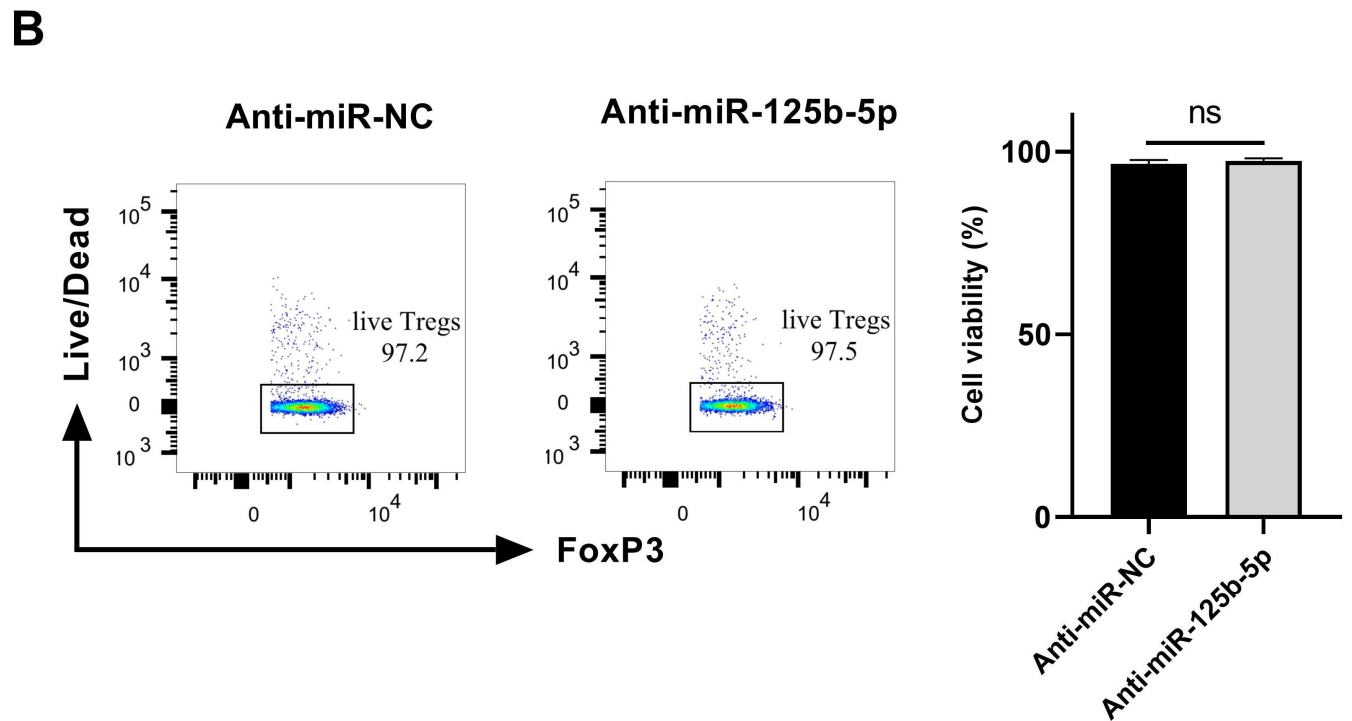 B
Anti-miR-NC
Anti-miR-125b-5p
ns
Live/Dead
10^5
10^4
10^3
0
10^3
live Tregs
97.2
0
10^4
10^5
10^4
10^3
0
10^3
live Tregs
97.5
0
10^4
FoxP3
Cell viability (%)
100
50
0
Anti-miR-NC
Anti-miR-125b-5p